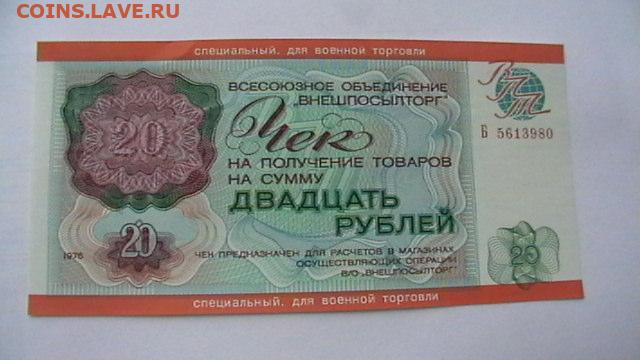 COINS.LAVE.RU
специальный, для военной торговли
ВСЕСОЮЗНОЕ ОБЪЕДИНЕНИЕ
„ВНЕШПОСЫЛТОРГ"
ВПТ
20
Чек
Б 5613980
НА ПОЛУЧЕНИЕ ТОВАРОВ
НА СУММУ
ДВАДЦАТЬ
РУБЛЕЙ
1976
20
ЧЕК ПРЕДНАЗНАЧЕН ДЛЯ РАСЧЕТОВ В МАГАЗИНАХ
ОСУЩЕСТВЛЯЮЩИХ ОПЕРАЦИИ
В/О „ВНЕШПОСЫЛТОРГ"
20
специальный, для военной торговли